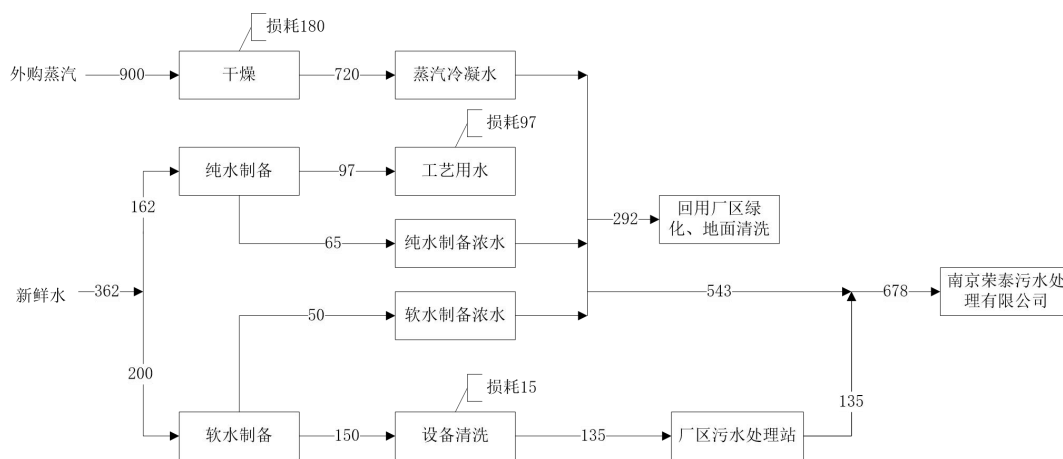 损耗180
外购蒸汽
900
干燥
720
蒸汽冷凝水
损耗97
纯水制备
97
工艺用水
162
292
回用厂区绿
化、地面清洗
65
纯水制备浓水
新鲜水
362
50
软水制备浓水
543
678
南京荣泰污水处
理有限公司
200
损耗15
135
软水制备
150
设备清洗
135
厂区污水处理站